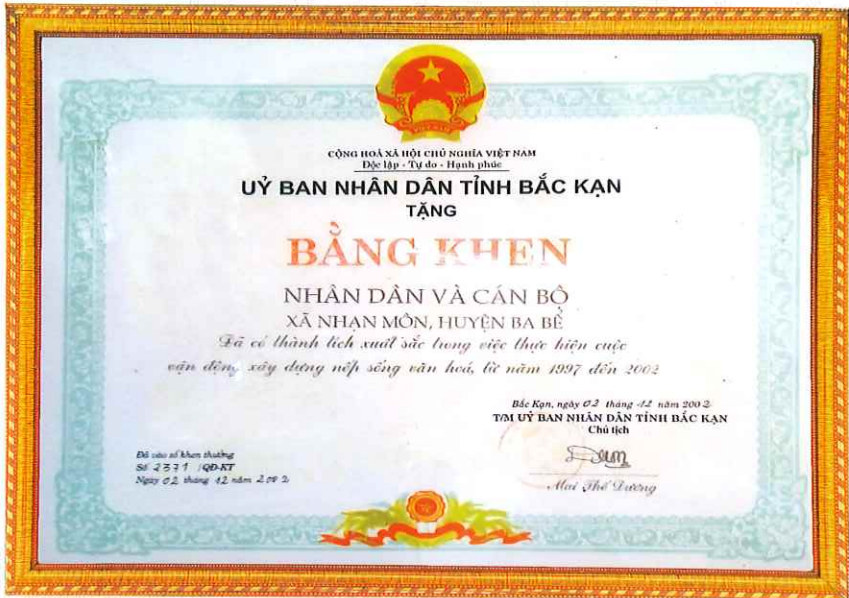 CỘNG HOÀ XÃ HỘI CHỦ NGHĨA VIỆT NAM
Độc lập - Tự do - Hạnh phúc
UỶ BAN NHÂN DÂN TỈNH BẮC KẠN
TẶNG
BẰNG KHEN
NHÂN DÂN VÀ CÁN BỘ
XÃ NHẠN MÔN, HUYỆN BA BỂ
Đã có thành tích xuất sắc trong việc thực hiện cuộc
vận động xây dựng nếp sống văn hoá, từ năm 1997 đến 2002
Bắc Kạn, ngày 02 tháng 12 năm 2002
T/M UỶ BAN NHÂN DÂN TỈNH BẮC KẠN
Chủ tịch
Mai Thế Dương
Đã vào sổ khen thưởng
Số 2371 /QĐ-KT
Ngày 02 tháng 12 năm 2002